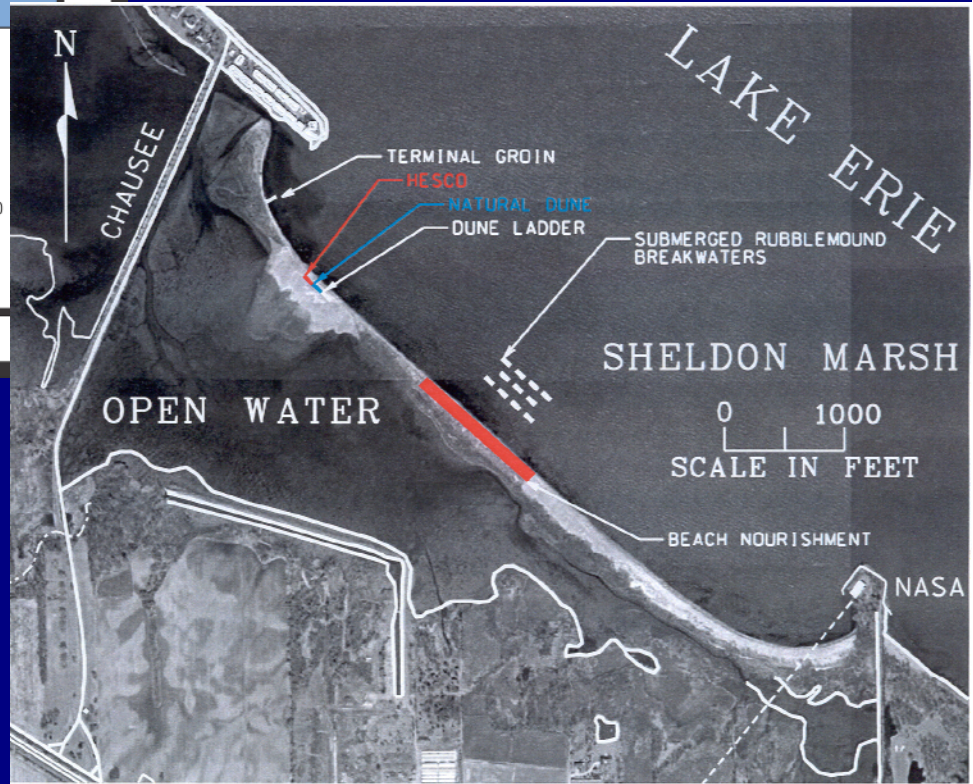 N
LAKE ERIE
CHAUSEE
TERMINAL GROIN
HESCO
NATURAL DUNE
DUNE LADDER
SUBMERGED RUBBLEMOUND
BREAKWATERS
SHELDON MARSH
OPEN WATER
0 1000
SCALE IN FEET
BEACH NOURISHMENT
NASA